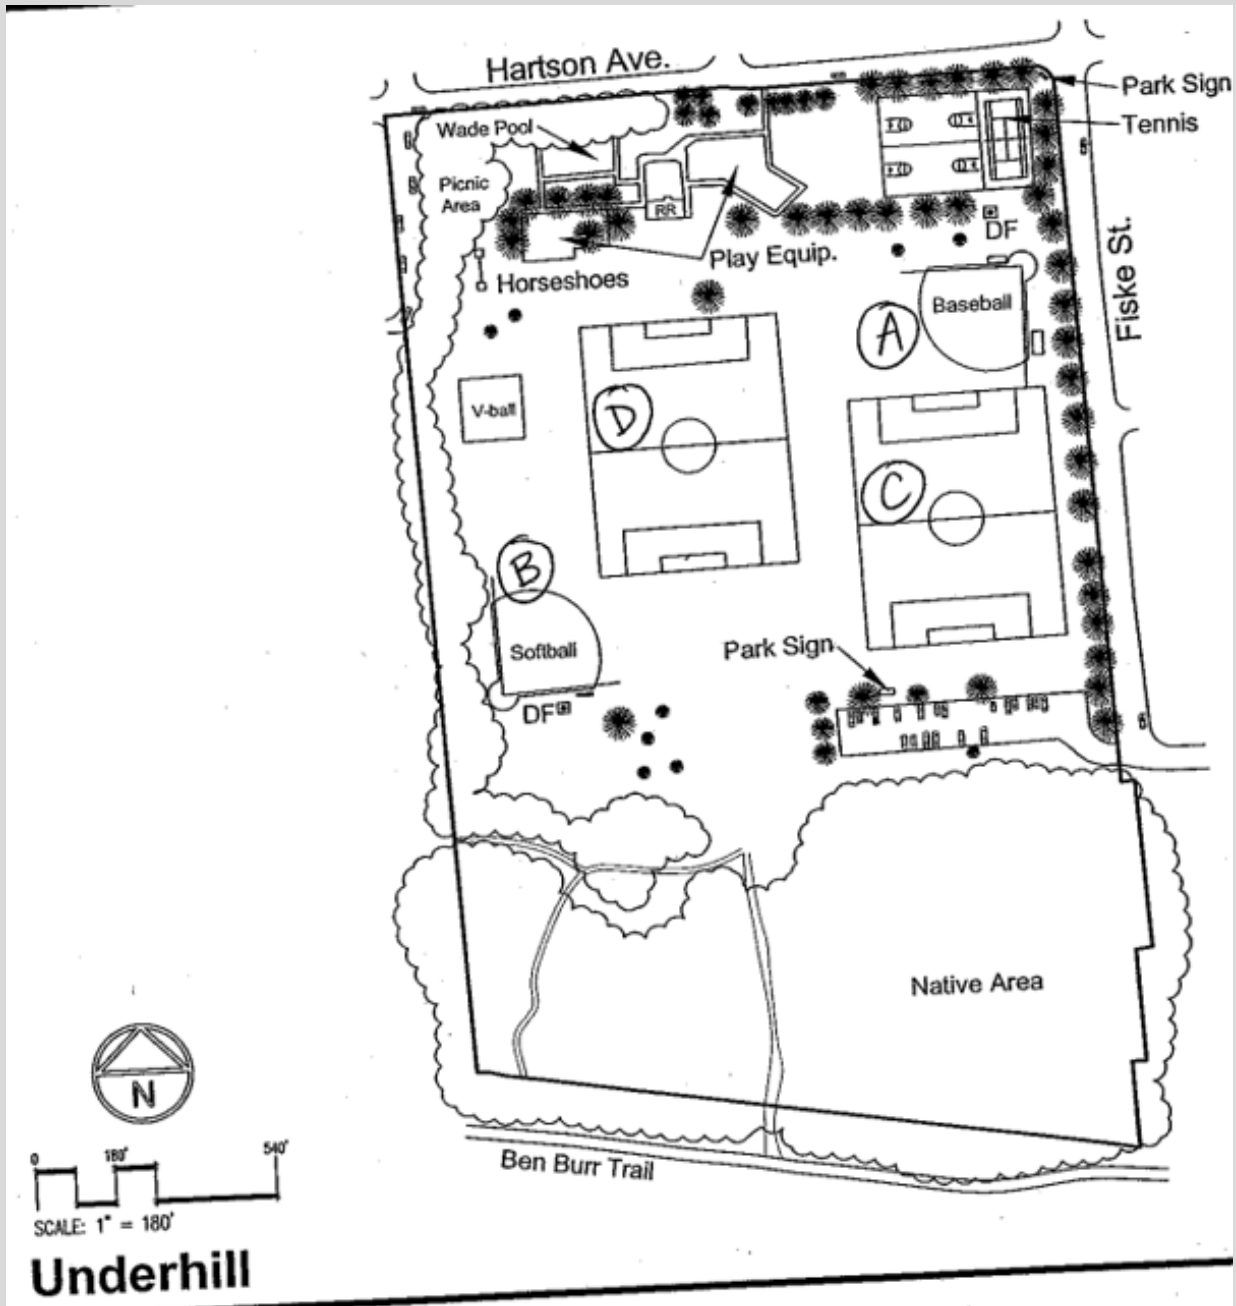 Hartson Ave.
Park Sign
Tennis
Wade Pool
Picnic
Area
RR
DF
Play Equip.
Horseshoes
Fiske St.
Baseball
A
V-ball
D
C
B
Softball
Park Sign
DF
Native Area
N
Ben Burr Trail
0 180' 540'
SCALE: 1" = 180'
Underhill